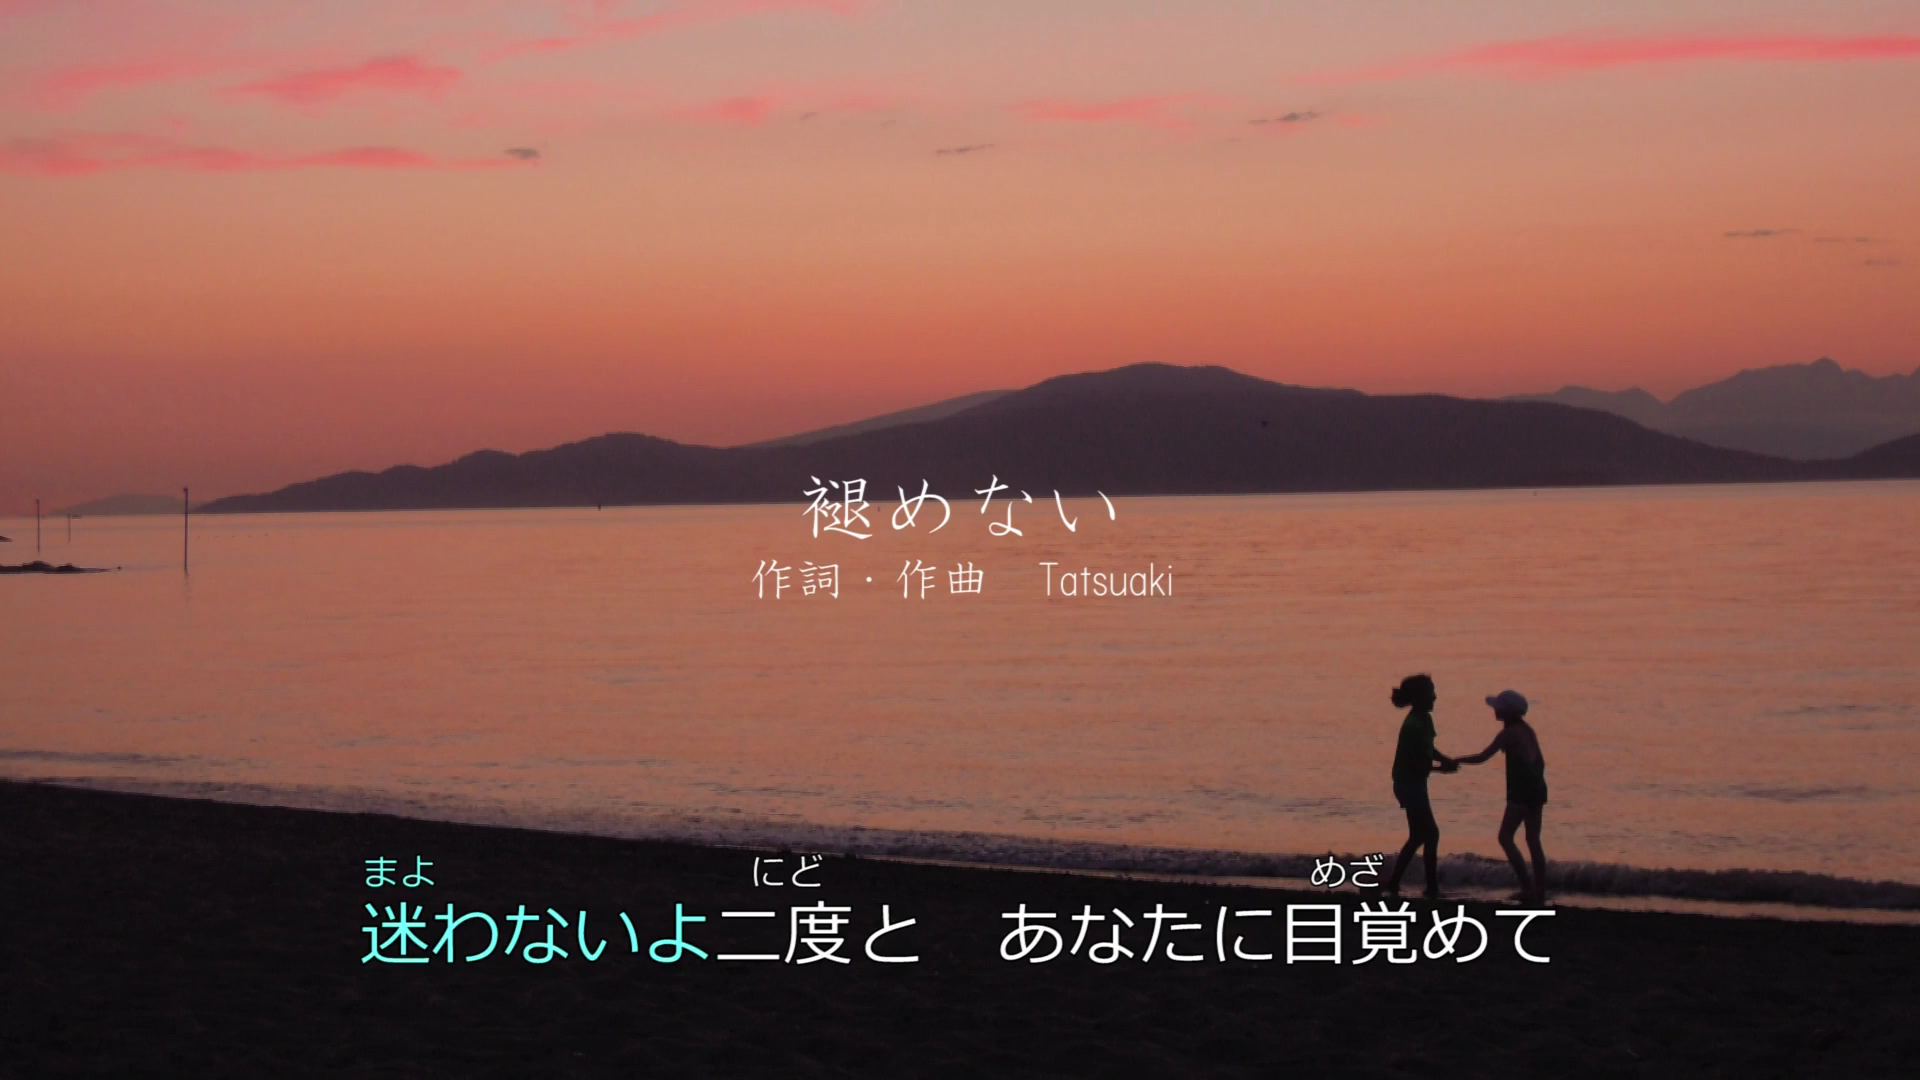 褪めない
作詞・作曲　Tatsuaki
まよ　にど　めざ
迷わないよ二度と　あなたに目覚めて